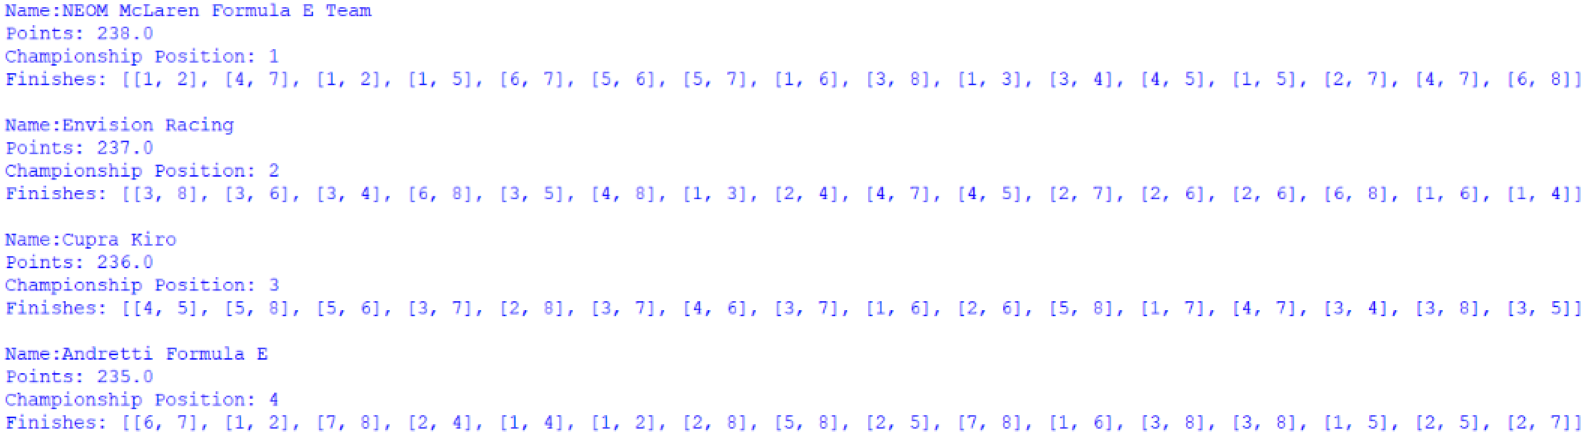 Name:NEOM McLaren Formula E Team
Points: 238.0
Championship Position: 1
Finishes: [[1, 2], [4, 7], [1, 2], [1, 5], [6, 7], [5, 6], [5, 7], [1, 6], [3, 8], [1, 3], [3, 4], [4, 5], [1, 5], [2, 7], [4, 7], [6, 8]]
Name:Envision Racing
Points: 237.0
Championship Position: 2
Finishes: [[3, 8], [3, 6], [3, 4], [6, 8], [3, 5], [4, 8], [1, 3], [2, 4], [4, 7], [4, 5], [2, 7], [2, 6], [2, 6], [6, 8], [1, 6], [1, 4]]
Name:Cupra Kiro
Points: 236.0
Championship Position: 3
Finishes: [[4, 5], [5, 8], [5, 6], [3, 7], [2, 8], [3, 7], [4, 6], [3, 7], [1, 6], [2, 6], [5, 8], [1, 7], [4, 7], [3, 4], [3, 8], [3, 5]]
Name:Andretti Formula E
Points: 235.0
Championship Position: 4
Finishes: [[6, 7], [1, 2], [7, 8], [2, 4], [1, 4], [1, 2], [2, 8], [5, 8], [2, 5], [7, 8], [1, 6], [3, 8], [3, 8], [1, 5], [2, 5], [2, 7]]